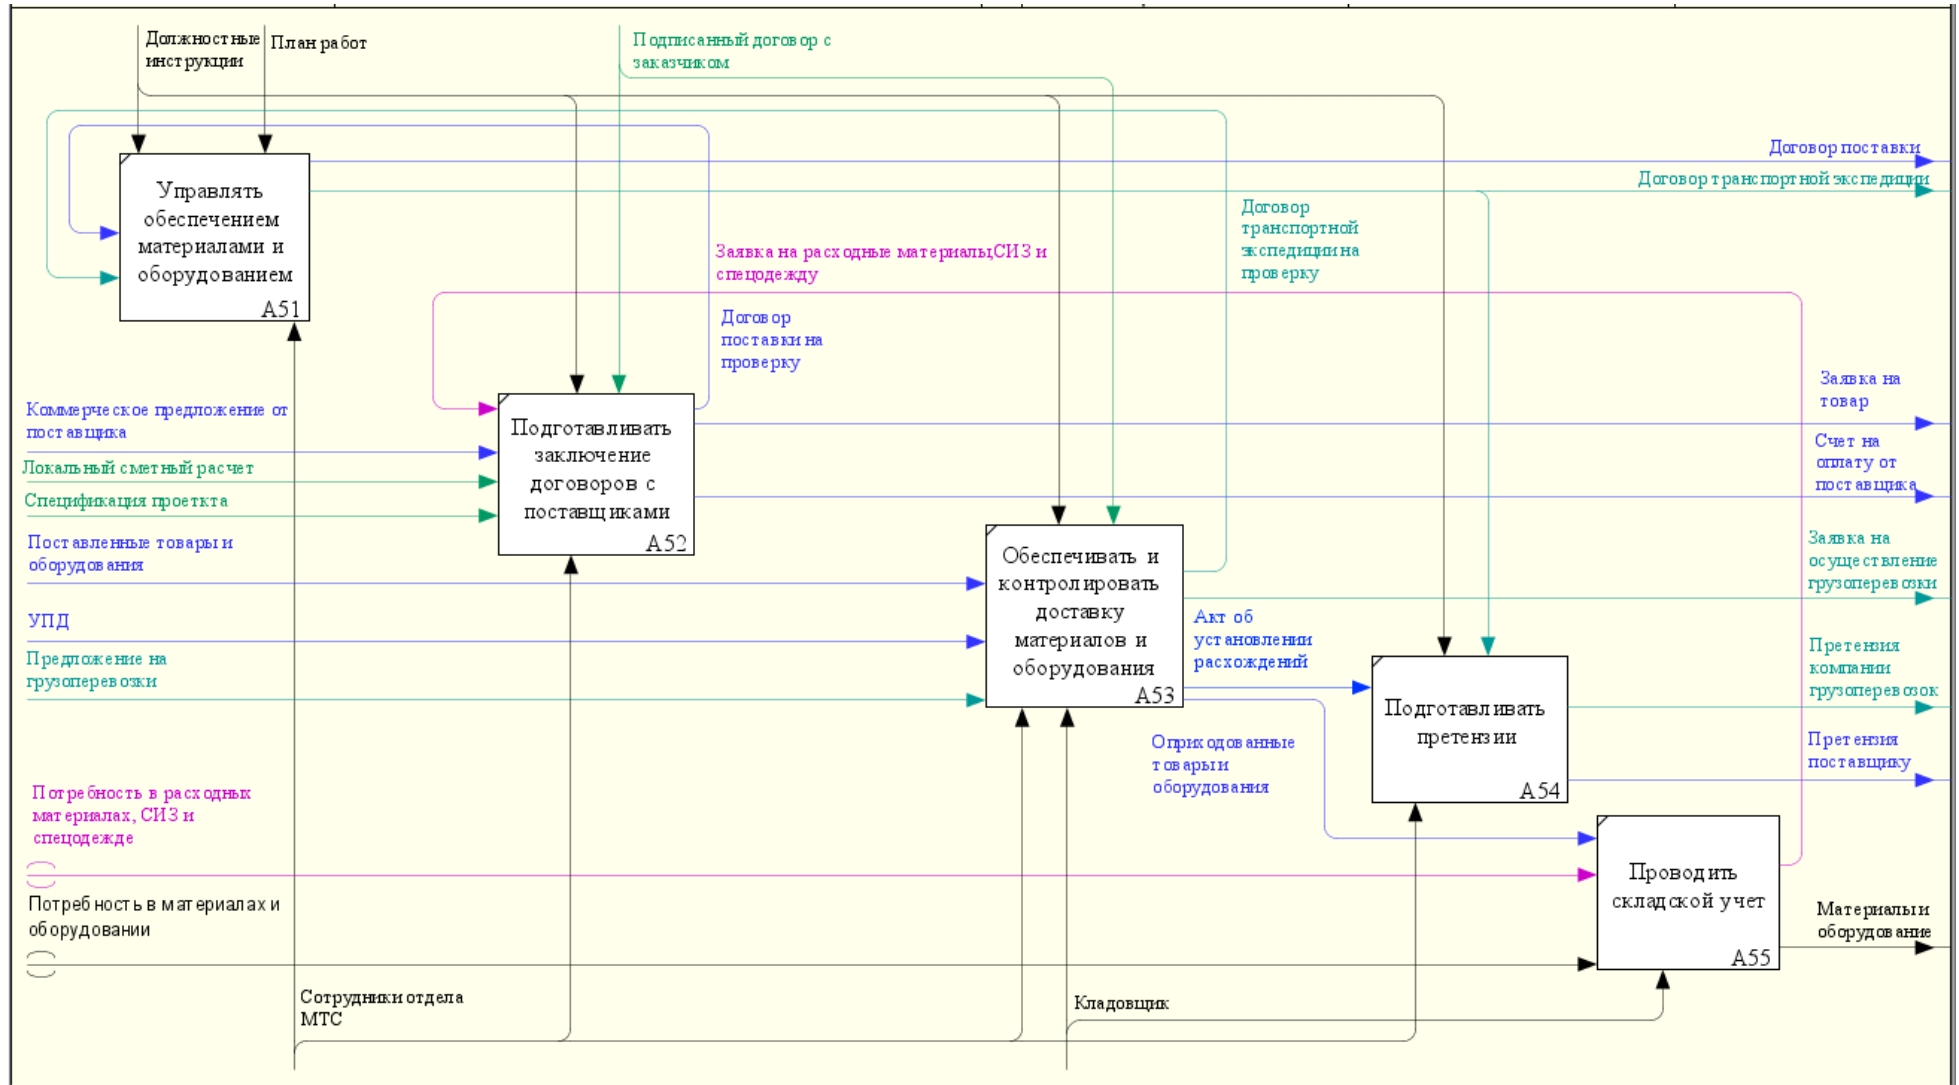 Должностные
инструкции
План работ
Подписанный договор с
заказчиком
Договор поставки
Договор транспортной экспедиции
Управлять
обеспечением
материалами и
оборудованием
A51
Договор
транспортной
экспедиции на
проверку
Заявка на расходные материалы,СИЗ и
спецодежду
Договор
поставки на
проверку
Заявка на
товар
Коммерческое предложение от
поставщика
Локальный сметный расчет
Спецификация проеткта
Подготавливать
заключение
договоров с
поставщиками
A52
Счет на
оплату от
поставщика
Поставленные товары и
оборудования
УПД
Предложение на
грузоперевозки
Обеспечивать и
контролировать
доставку
материалов и
оборудования
A53
Заявка на
осуществление
грузоперевозки
Акт об
установлении
расхождений
Претензия
компании
грузоперевозок
Подготавливать
претензии
A54
Претензия
поставщику
Оприходованные
товары и
оборудования
Потребность в расходных
материалах, СИЗ и
спецодежде
Потребность в материалах и
оборудовании
Проводить
складской учет
A55
Материалы и
оборудование
Сотрудники отдела
МТС
Кладовщик